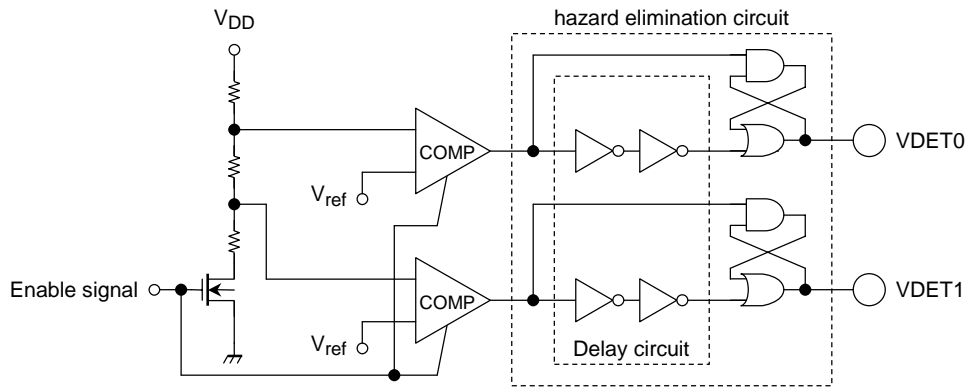 hazard elimination circuit
VDD
COMP
Vref
VDET0
Enable signal
COMP
Vref
VDET1
Delay circuit